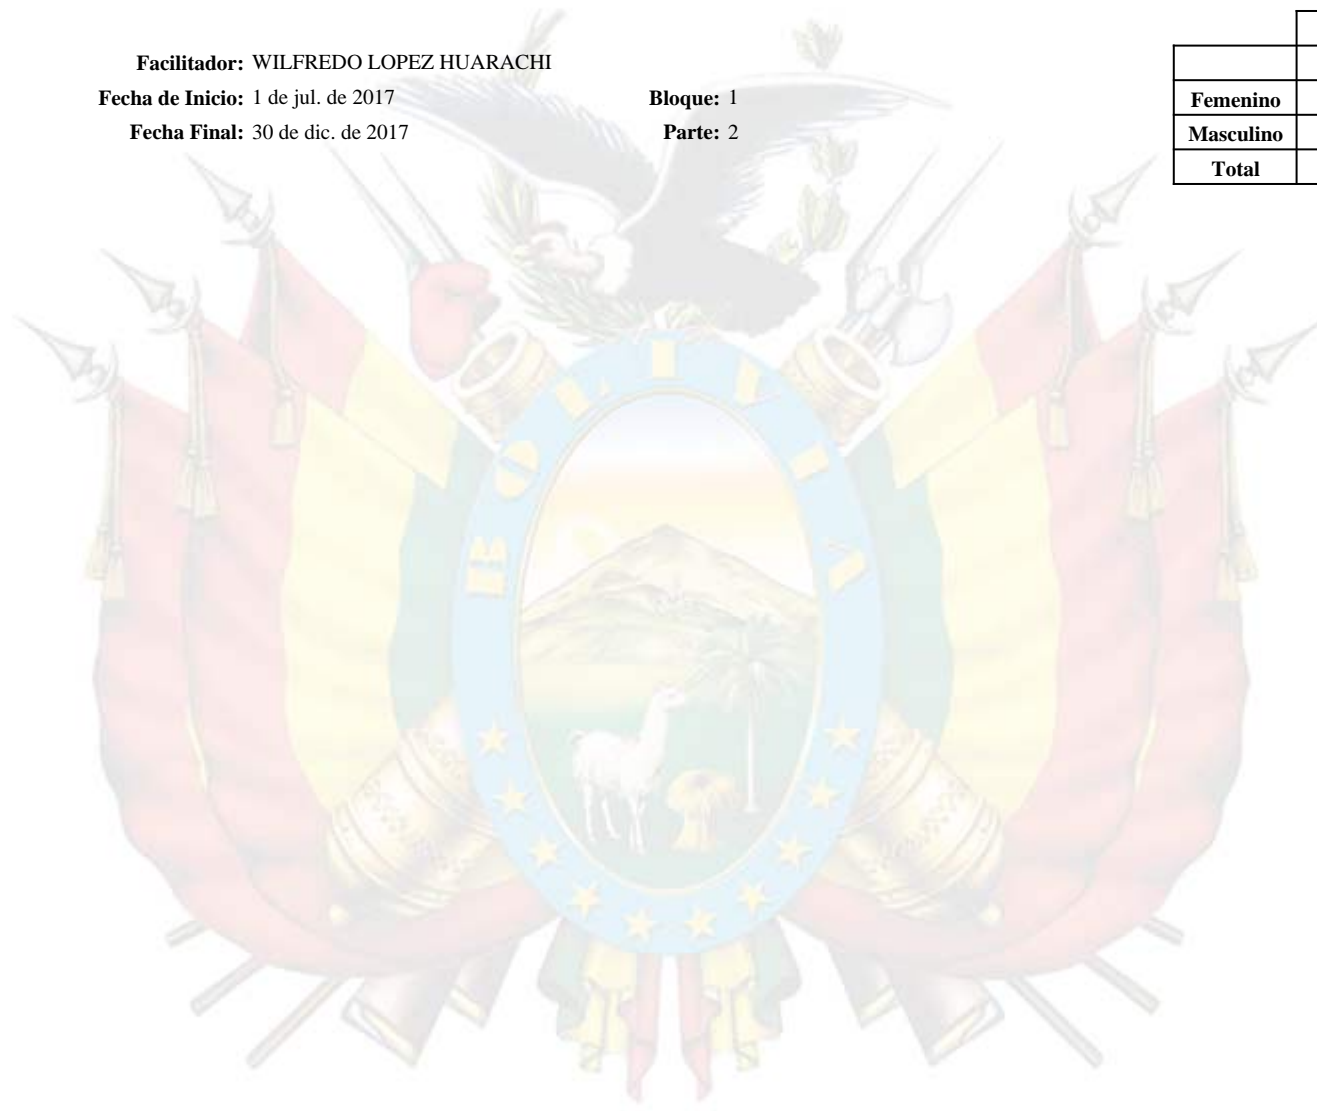 Facilitador: WILFREDO LOPEZ HUARACHI
Fecha de Inicio: 1 de jul. de 2017 Bloque: 1
Fecha Final: 30 de dic. de 2017 Parte: 2
Femenino
Masculino
Total
BOLIVIA